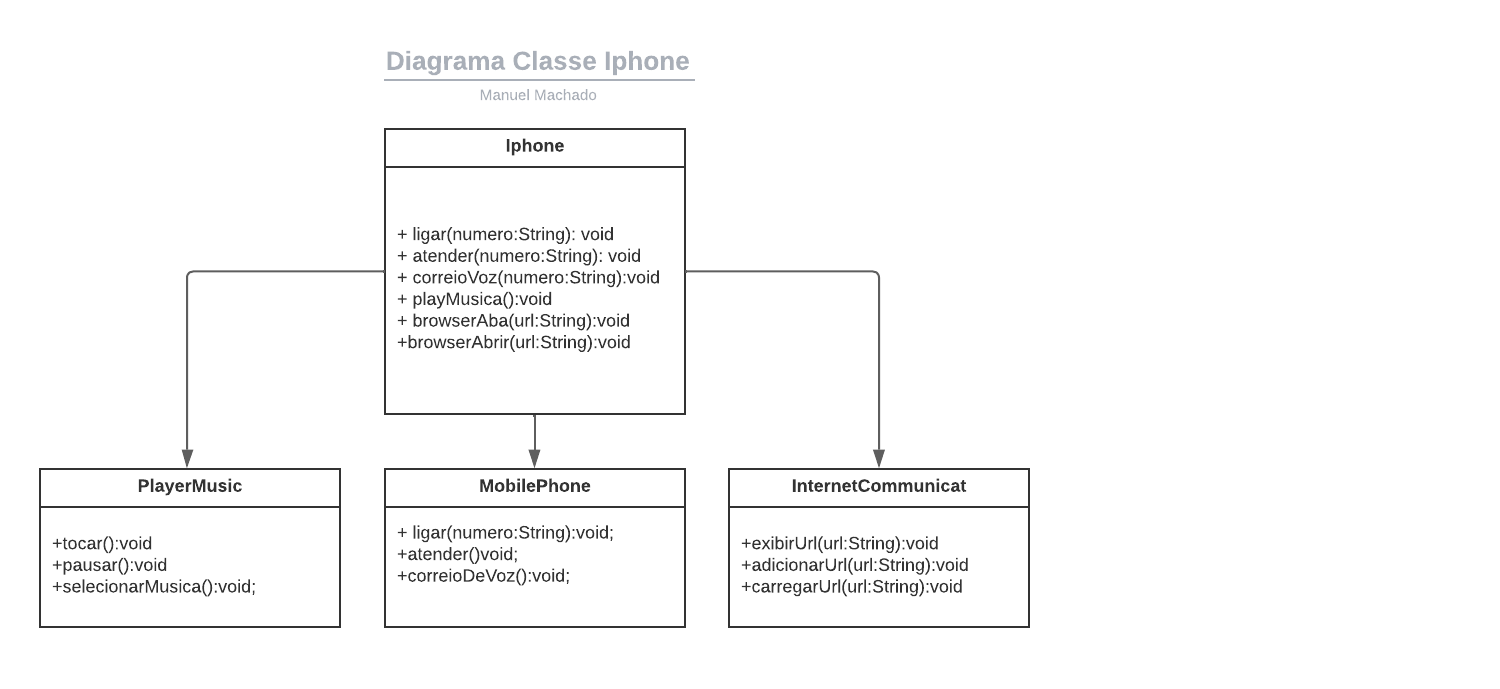 Diagrama Classe Iphone
Manuel Machado
Iphone
+ ligar(numero:String): void
+ atender(numero:String): void
+ correioVoz(numero:String):void
+ playMusica():void
+ browserAba(url:String):void
+browserAbrir(url:String):void
PlayerMusic
+tocar():void
+pausar():void
+selecionarMusica():void;
MobilePhone
+ ligar(numero:String):void;
+atender()void;
+correioDeVoz():void;
InternetCommunicat
+exibirUrl(url:String):void
+adicionarUrl(url:String):void
+carregarUrl(url:String):void